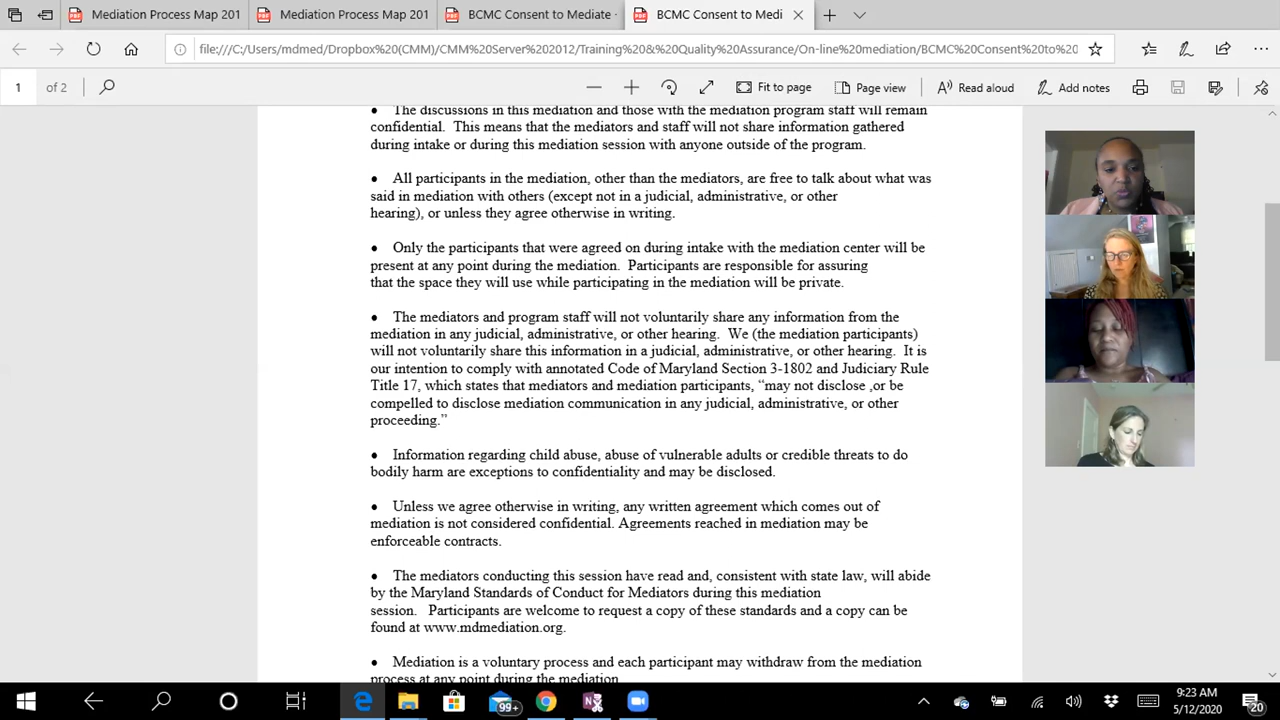 Mediation Process Map 201
Mediation Process Map 201
BCMC Consent to Mediate -
BCMC Consent to Medi
file:///C:/Users/mdmed/Dropbox%20(CMM)/CMM%20Server%202012/Training%20&%20Quality%20Assurance/On-line%20mediation/BCMC%20Consent%20to%20
1 of 2
Fit to page
Page view
Read aloud
Add notes
● The discussions in this mediation and those with the mediation program staff will remain
confidential. This means that the mediators and staff will not share information gathered
during intake or during this mediation session with anyone outside of the program.
● All participants in the mediation, other than the mediators, are free to talk about what was
said in mediation with others (except not in a judicial, administrative, or other
hearing), or unless they agree otherwise in writing.
● Only the participants that were agreed on during intake with the mediation center will be
present at any point during the mediation. Participants are responsible for assuring
that the space they will use while participating in the mediation will be private.
● The mediators and program staff will not voluntarily share any information from the
mediation in any judicial, administrative, or other hearing. We (the mediation participants)
will not voluntarily share this information in a judicial, administrative, or other hearing. It is
our intention to comply with annotated Code of Maryland Section 3-1802 and Judiciary Rule
Title 17, which states that mediators and mediation participants, “may not disclose ,or be
compelled to disclose mediation communication in any judicial, administrative, or other
proceeding.”
● Information regarding child abuse, abuse of vulnerable adults or credible threats to do
bodily harm are exceptions to confidentiality and may be disclosed.
● Unless we agree otherwise in writing, any written agreement which comes out of
mediation is not considered confidential. Agreements reached in mediation may be
enforceable contracts.
● The mediators conducting this session have read and, consistent with state law, will abide
by the Maryland Standards of Conduct for Mediators during this mediation
session. Participants are welcome to request a copy of these standards and a copy can be
found at www.mdmediation.org.
● Mediation is a voluntary process and each participant may withdraw from the mediation
process at any point during the mediation
99+
9:23 AM
5/12/2020
20